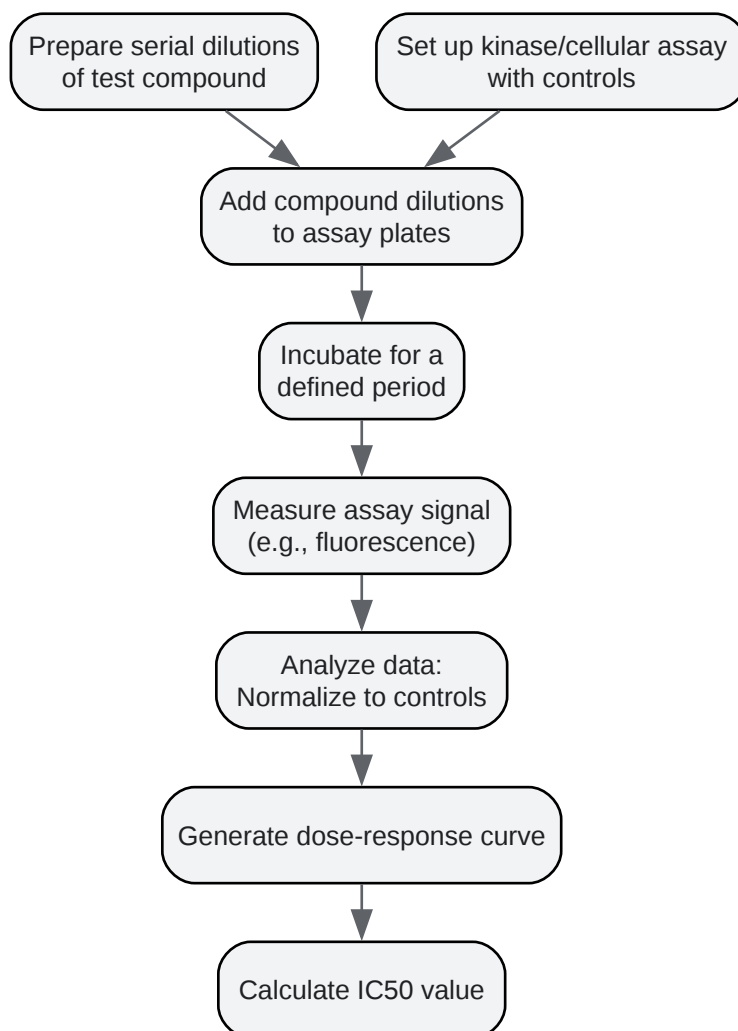 Prepare serial dilutions
of test compound
Set up kinase/cellular assay
with controls
Add compound dilutions
to assay plates
Incubate for a
defined period
Measure assay signal
(e.g., fluorescence)
Analyze data:
Normalize to controls
Generate dose-response curve
Calculate IC50 value